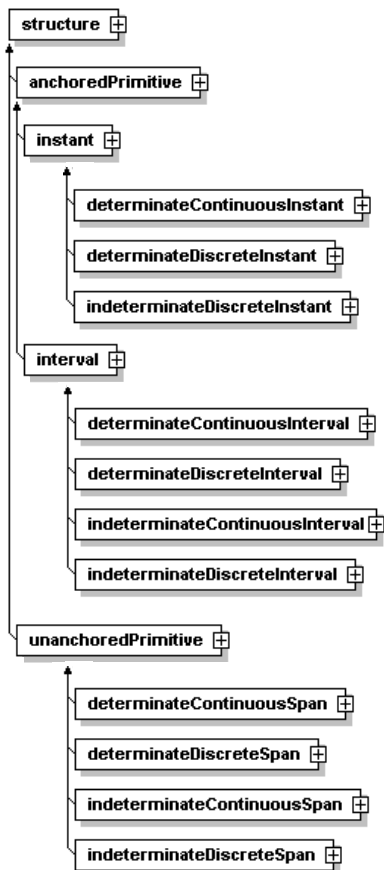 structure
anchoredPrimitive
instant
determinateContinuousInstant
determinateDiscreteInstant
indeterminateDiscreteInstant
interval
determinateContinuousInterval
determinateDiscreteInterval
indeterminateContinuousInterval
indeterminateDiscreteInterval
unanchoredPrimitive
determinateContinuousSpan
determinateDiscreteSpan
indeterminateContinuousSpan
indeterminateDiscreteSpan